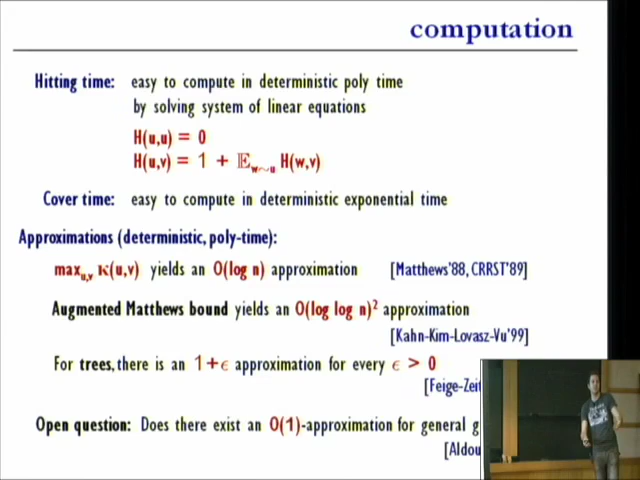 computation
Hitting time: easy to compute in deterministic poly time
by solving system of linear equations
H(u,u) = 0
H(u,v) = 1 + 𝔼w~u H(w,v)
Cover time: easy to compute in deterministic exponential time
Approximations (deterministic, poly-time):
maxu,v κ(u,v) yields an O(log n) approximation [Matthews'88, CRRST'89]
Augmented Matthews bound yields an O(log log n)² approximation
[Kahn-Kim-Lovasz-Vu'99]
For trees, there is an 1+ϵ approximation for every ϵ > 0
[Feige-Zeit
Open question: Does there exist an O(1)-approximation for general g
[Aldou